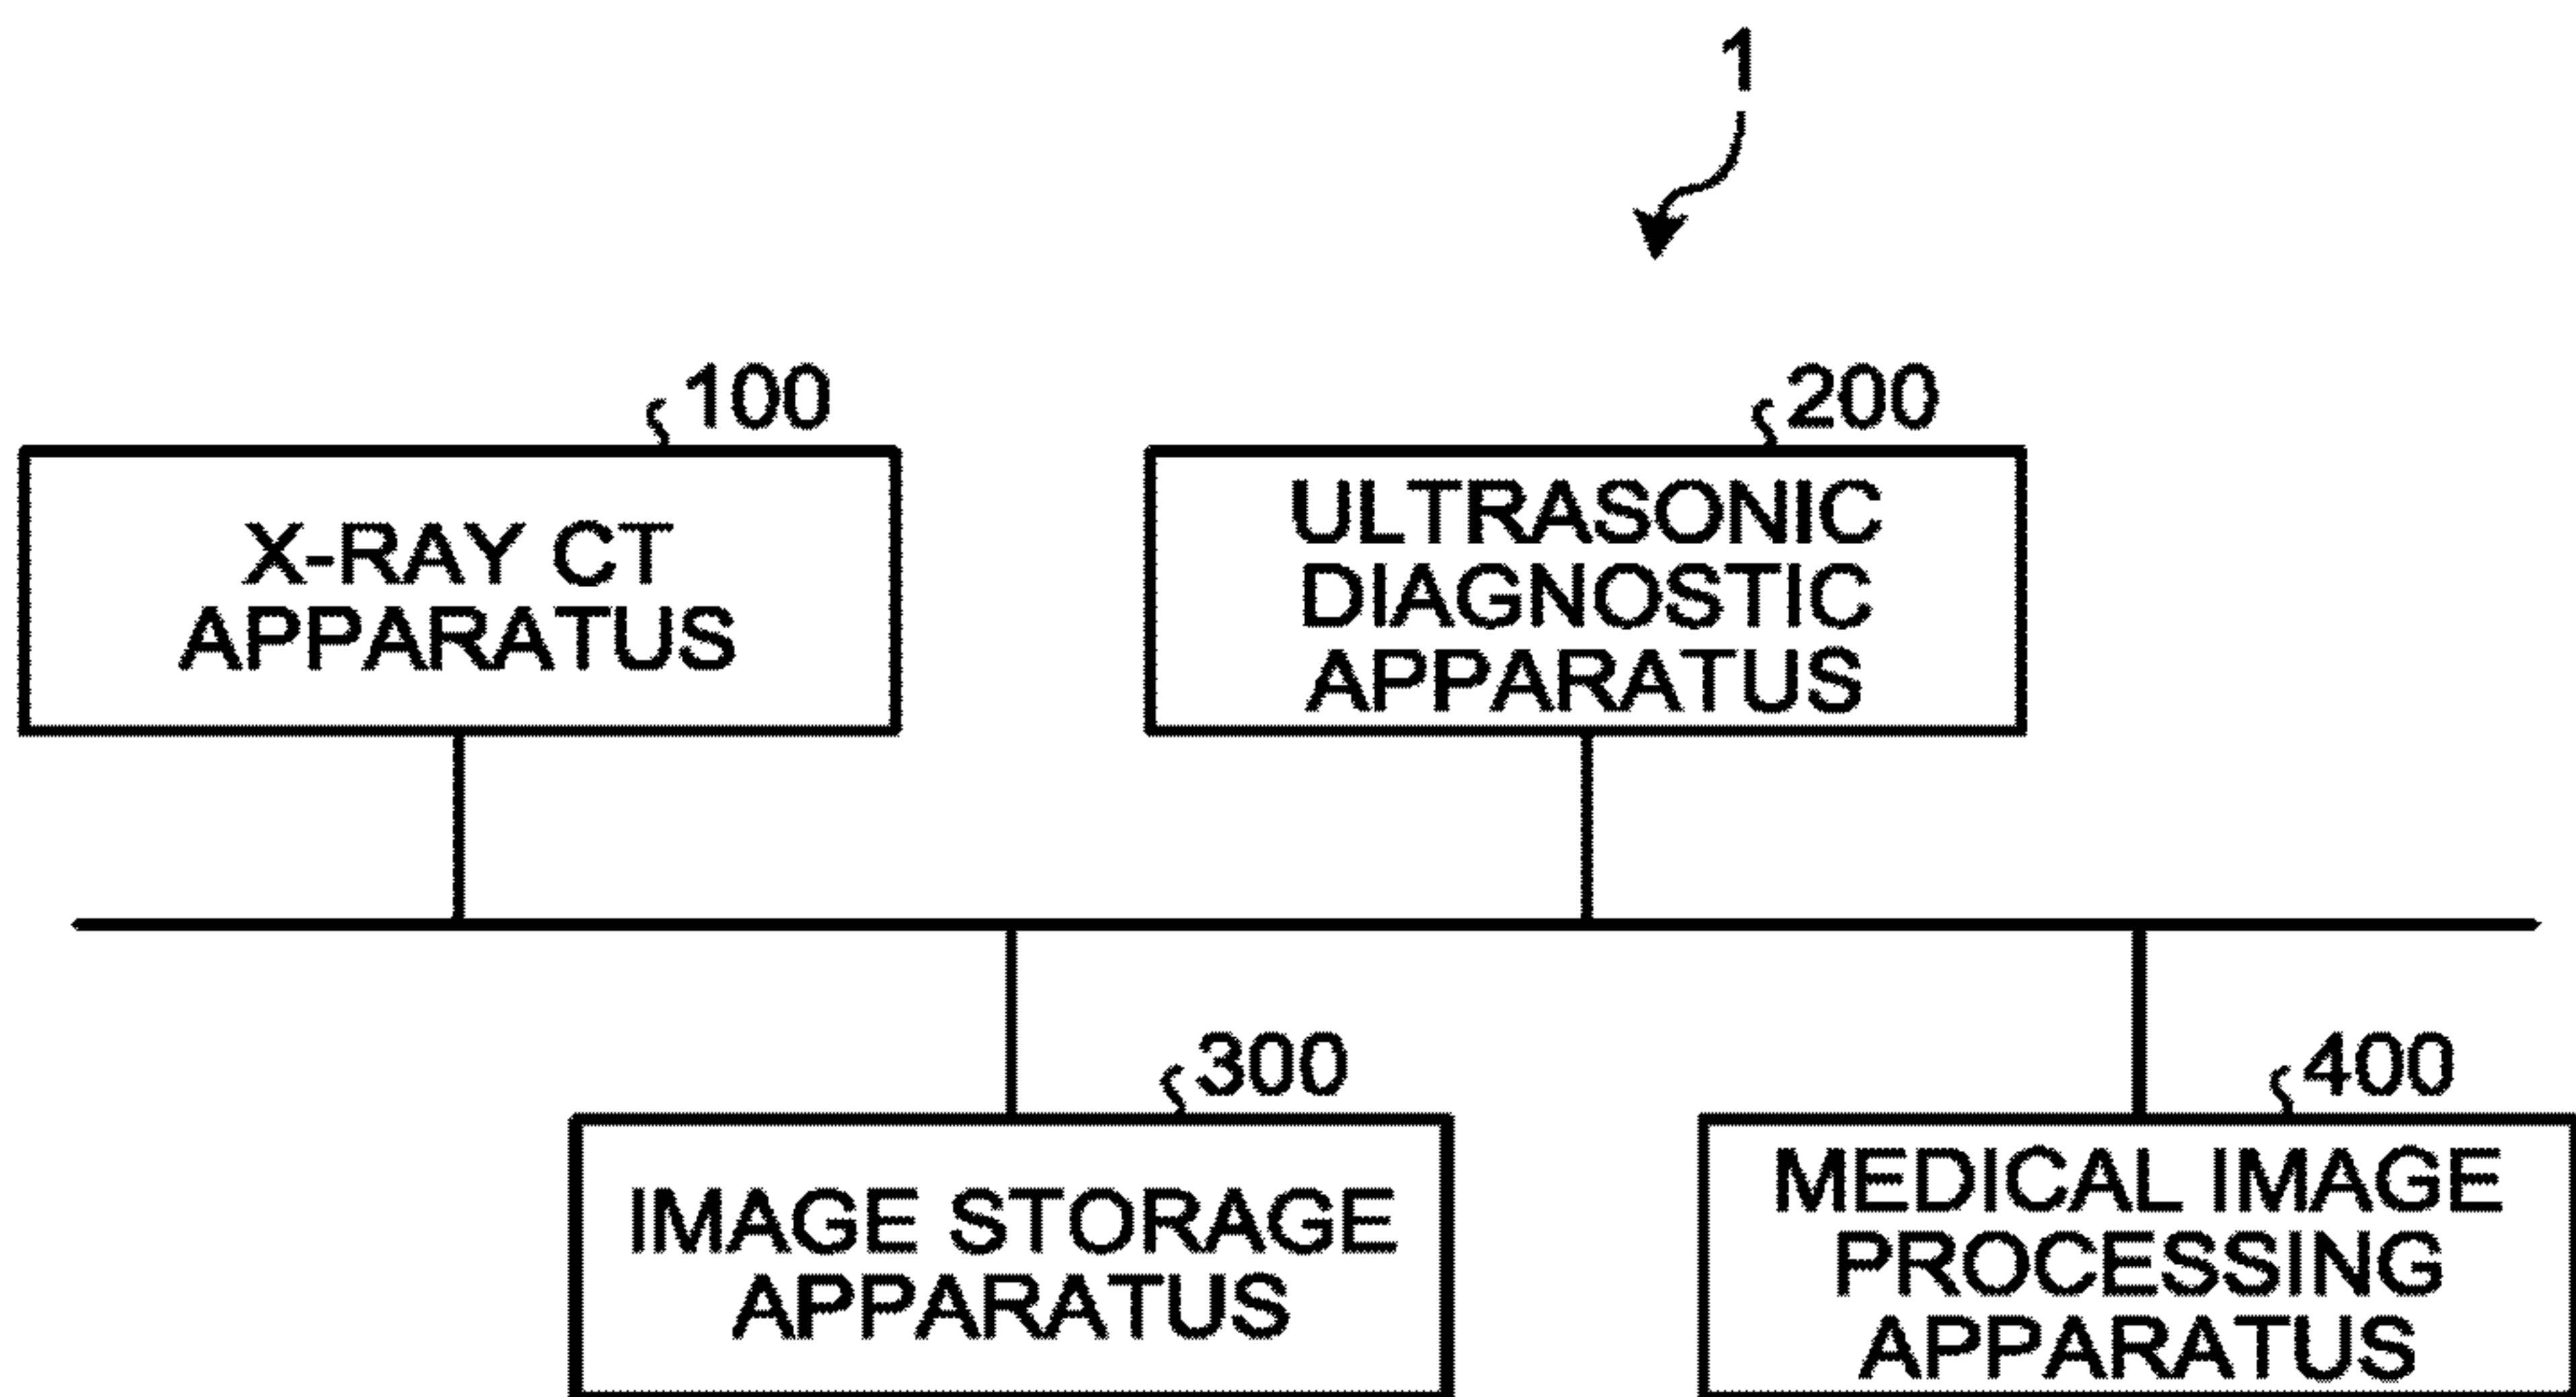 1
100
X-RAY CT
APPARATUS
200
ULTRASONIC
DIAGNOSTIC
APPARATUS
300
IMAGE STORAGE
APPARATUS
400
MEDICAL IMAGE
PROCESSING
APPARATUS